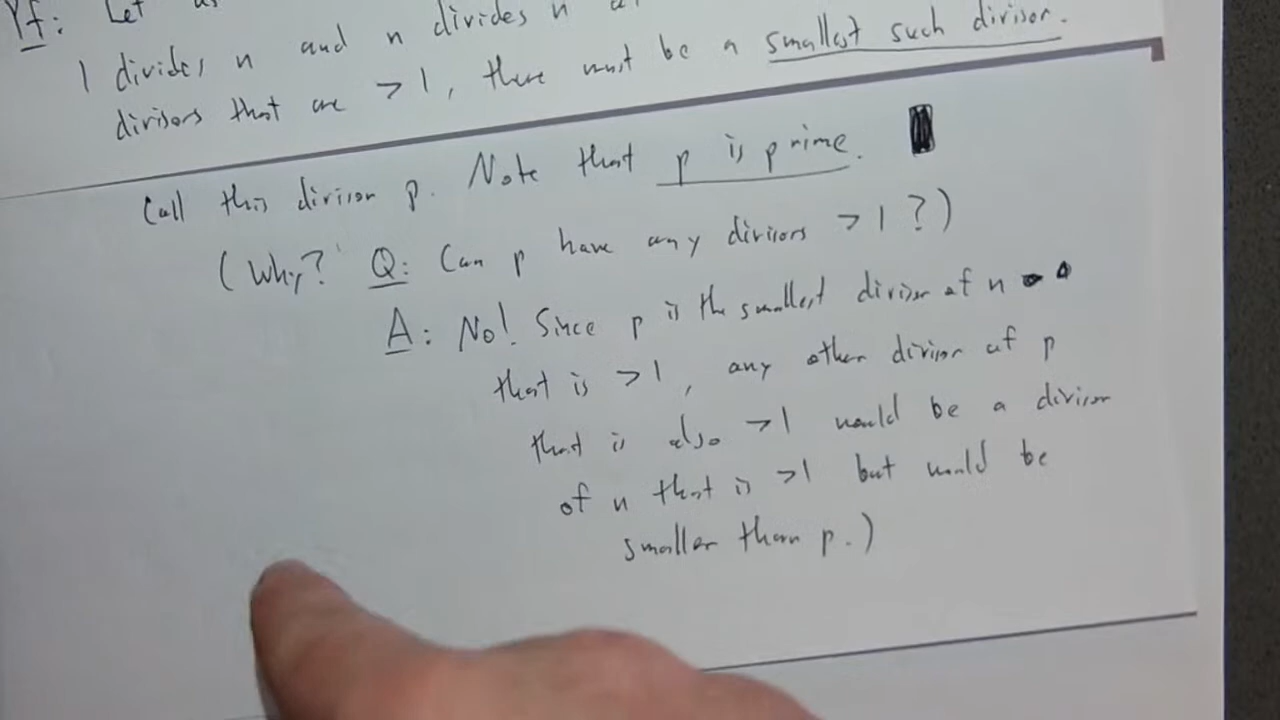 Pf: Let us
1 divides n and n divides n
divisors that are >1, there must be a smallest such divisor.
Call this divisor p. Note that p is prime.
(Why? Q: Can p have any divisors >1?)
A: No! Since p is the smallest divisor of n
that is >1, any other divisor of p
that is also >1 would be a divisor
of n that is >1 but would be
smaller than p.)